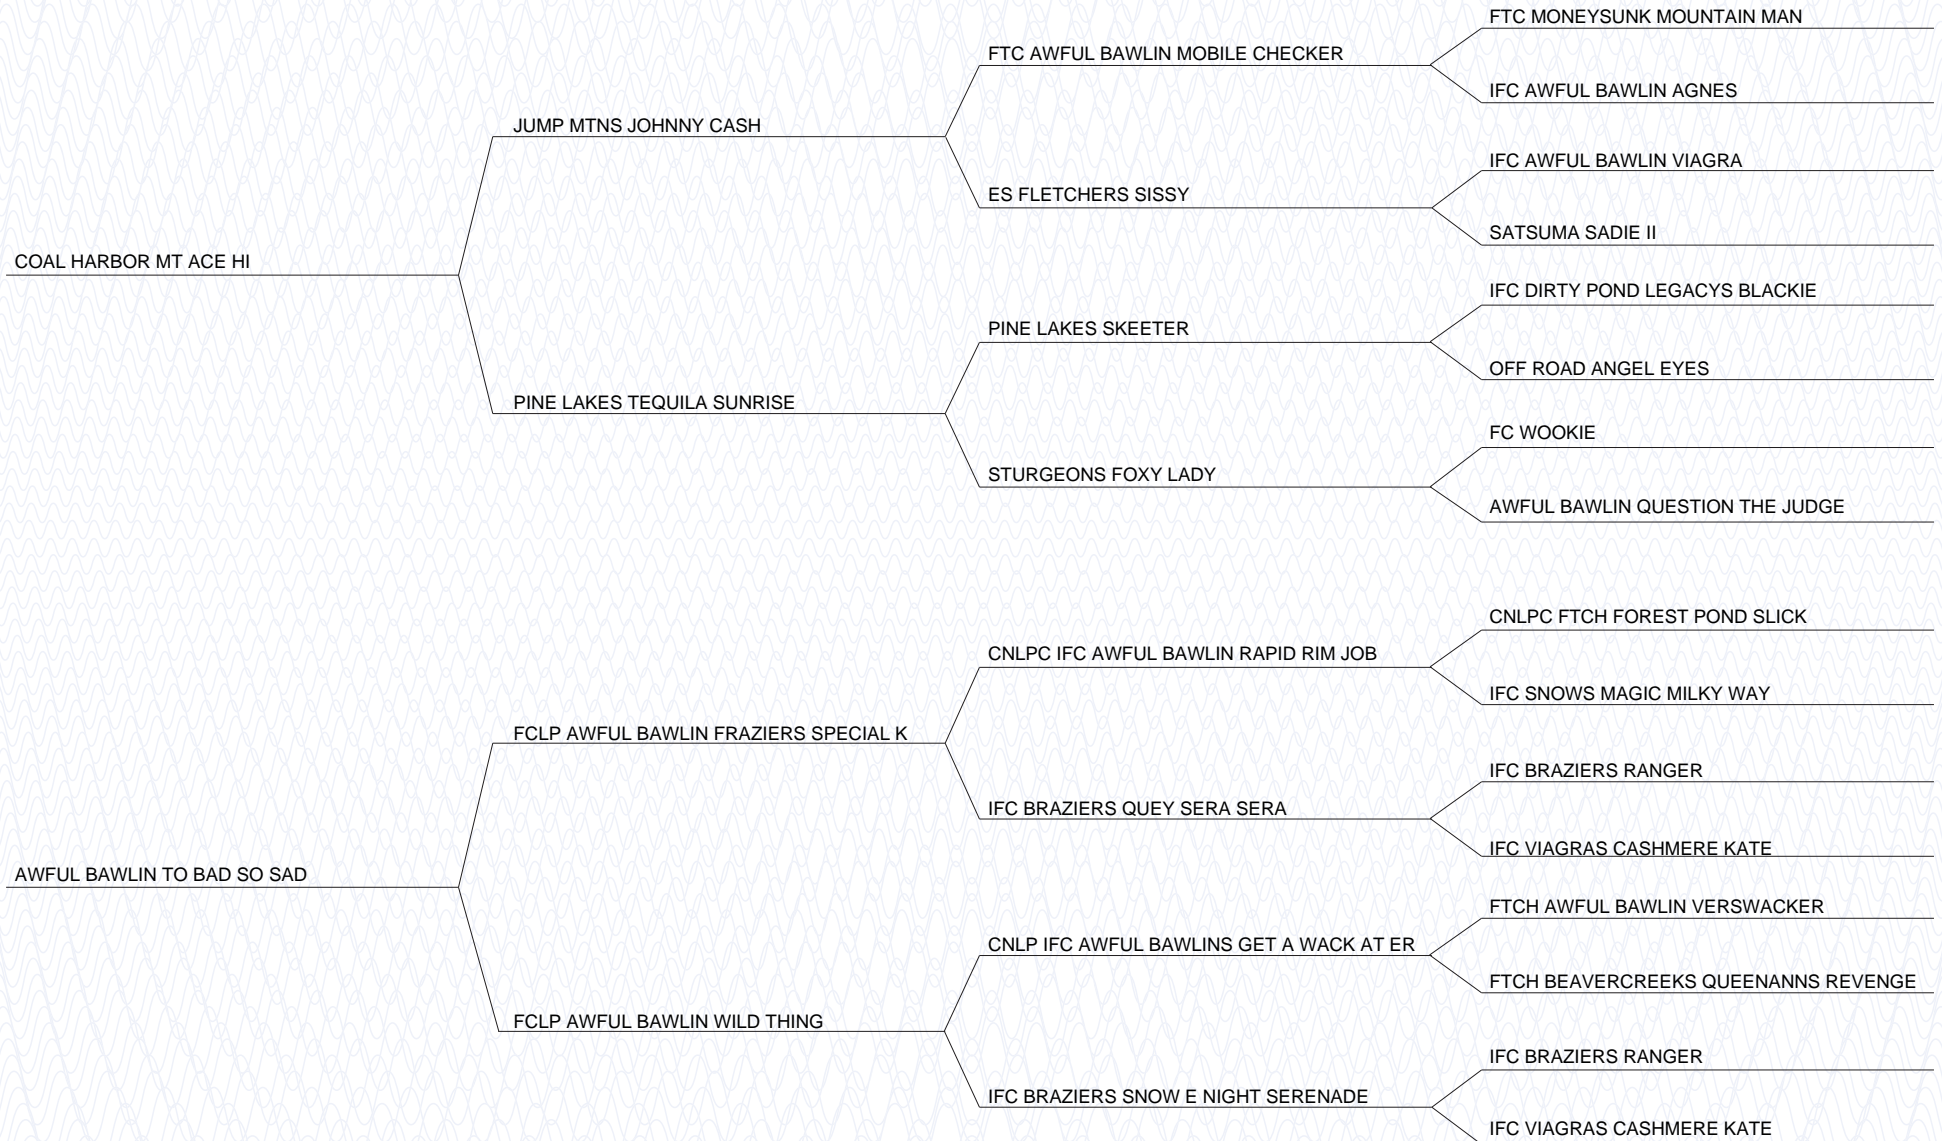 FTC MONEYSUNK MOUNTAIN MAN
FTC AWFUL BAWLIN MOBILE CHECKER
IFC AWFUL BAWLIN AGNES
JUMP MTNS JOHNNY CASH
IFC AWFUL BAWLIN VIAGRA
ES FLETCHERS SISSY
SATSUMA SADIE II
COAL HARBOR MT ACE HI
IFC DIRTY POND LEGACYS BLACKIE
PINE LAKES SKEETER
OFF ROAD ANGEL EYES
PINE LAKES TEQUILA SUNRISE
FC WOOKIE
STURGEONS FOXY LADY
AWFUL BAWLIN QUESTION THE JUDGE
CNLPC FTCH FOREST POND SLICK
CNLPC IFC AWFUL BAWLIN RAPID RIM JOB
IFC SNOWS MAGIC MILKY WAY
FCLP AWFUL BAWLIN FRAZIERS SPECIAL K
IFC BRAZIERS RANGER
IFC BRAZIERS QUEY SERA SERA
IFC VIAGRAS CASHMERE KATE
AWFUL BAWLIN TO BAD SO SAD
FTCH AWFUL BAWLIN VERSWACKER
CNLP IFC AWFUL BAWLINS GET A WACK AT ER
FTCH BEAVERCREEKS QUEENANNS REVENGE
FCLP AWFUL BAWLIN WILD THING
IFC BRAZIERS RANGER
IFC BRAZIERS SNOW E NIGHT SERENADE
IFC VIAGRAS CASHMERE KATE